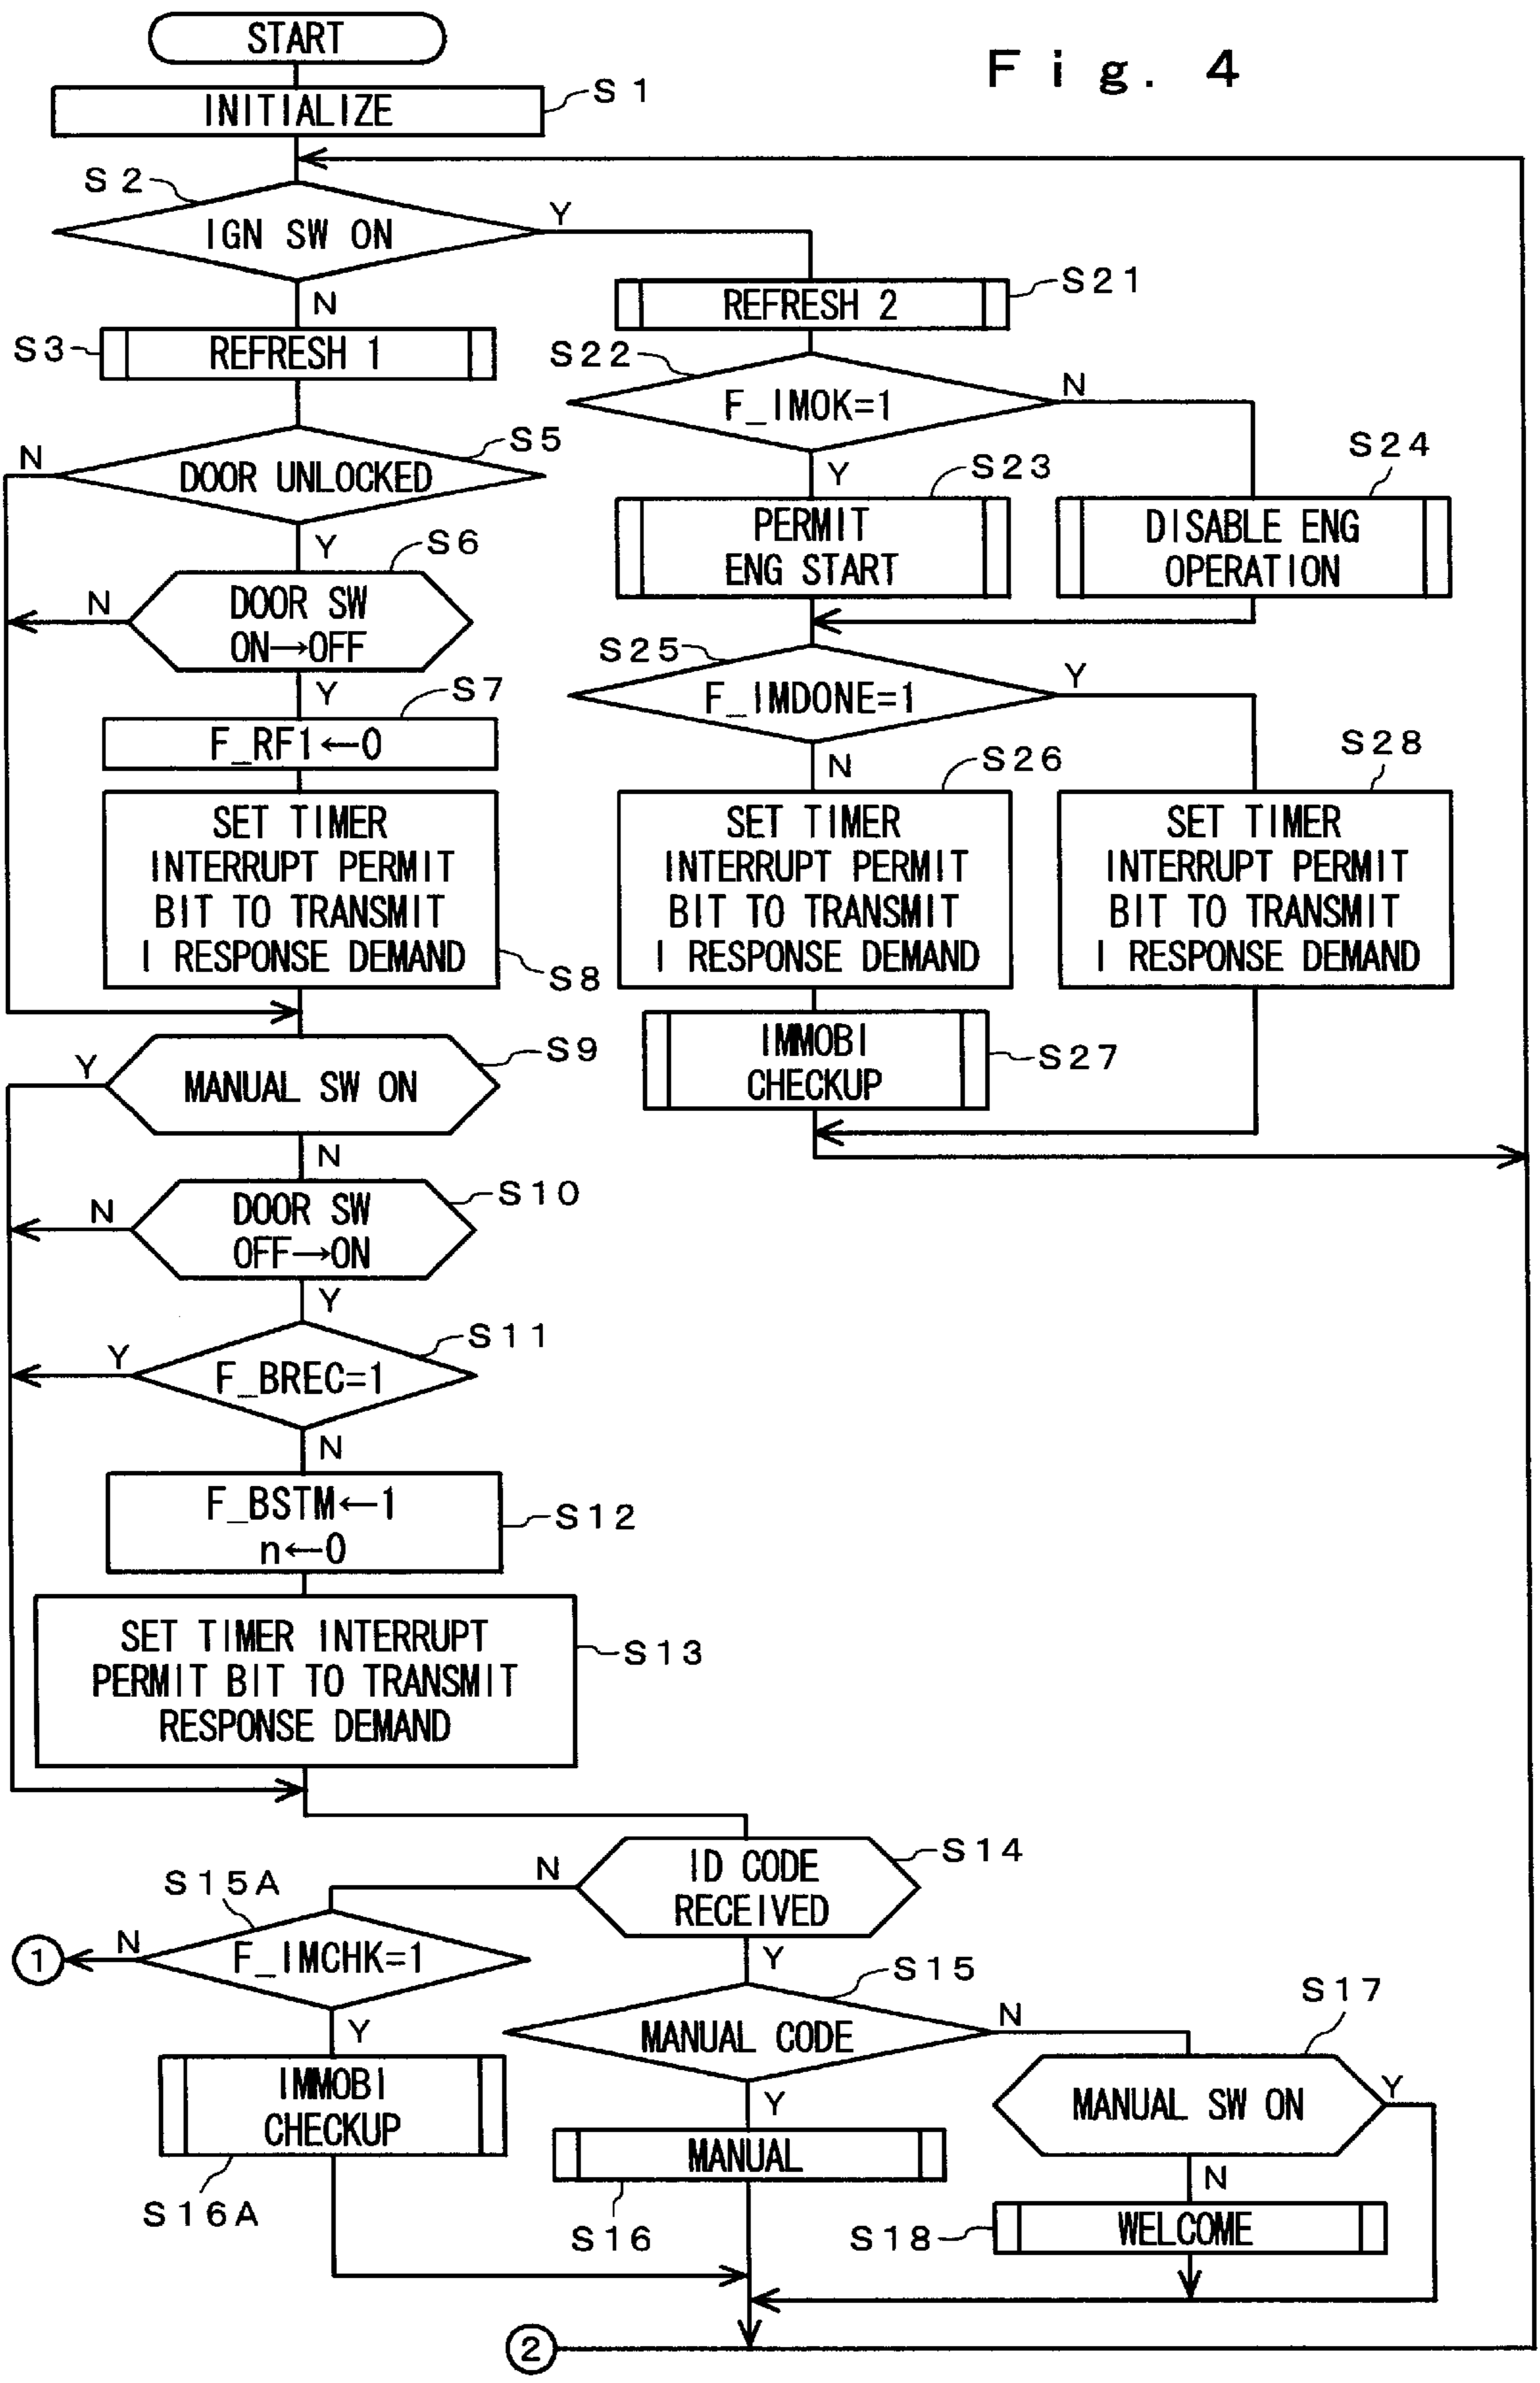 Fig. 4
START
INITIALIZE
S1
S2
IGN SW ON
Y
N
S3
REFRESH 1
S5
N
DOOR UNLOCKED
Y
S6
N
DOOR SW
ON→OFF
Y
S7
F_RF1←0
SET TIMER
INTERRUPT PERMIT
BIT TO TRANSMIT
I RESPONSE DEMAND
S8
S21
REFRESH 2
S22
F_IMOK=1
N
Y
S23
PERMIT
ENG START
S24
DISABLE ENG
OPERATION
S25
F_IMDONE=1
Y
N
S26
SET TIMER
INTERRUPT PERMIT
BIT TO TRANSMIT
I RESPONSE DEMAND
S28
SET TIMER
INTERRUPT PERMIT
BIT TO TRANSMIT
I RESPONSE DEMAND
IMMOBI
CHECKUP
S27
S9
Y
MANUAL SW ON
N
S10
N
DOOR SW
OFF→ON
Y
S11
Y
F_BREC=1
N
F_BSTM←1
n←0
S12
SET TIMER INTERRUPT
PERMIT BIT TO TRANSMIT
RESPONSE DEMAND
S13
S14
N
ID CODE
RECEIVED
Y
S15A
1
N
F_IMCHK=1
Y
IMMOBI
CHECKUP
S16A
S15
MANUAL CODE
N
Y
MANUAL
S16
S17
MANUAL SW ON
Y
N
S18
WELCOME
2